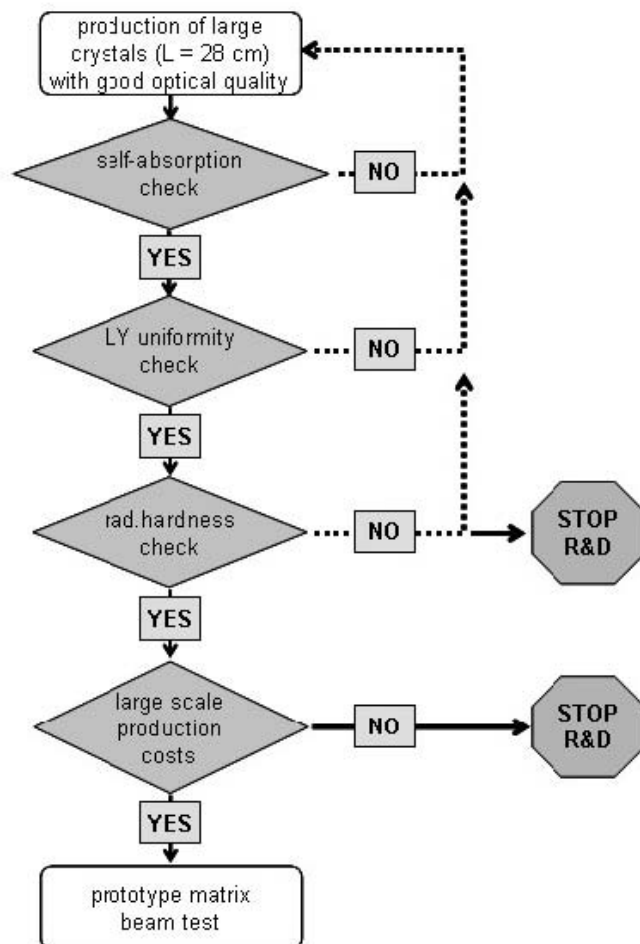 production of large
crystals (L = 28 cm)
with good optical quality
self-absorption
check
NO
YES
LY uniformity
check
NO
YES
rad.hardness
check
NO
STOP
R&D
YES
large scale
production
costs
NO
STOP
R&D
YES
prototype matrix
beam test